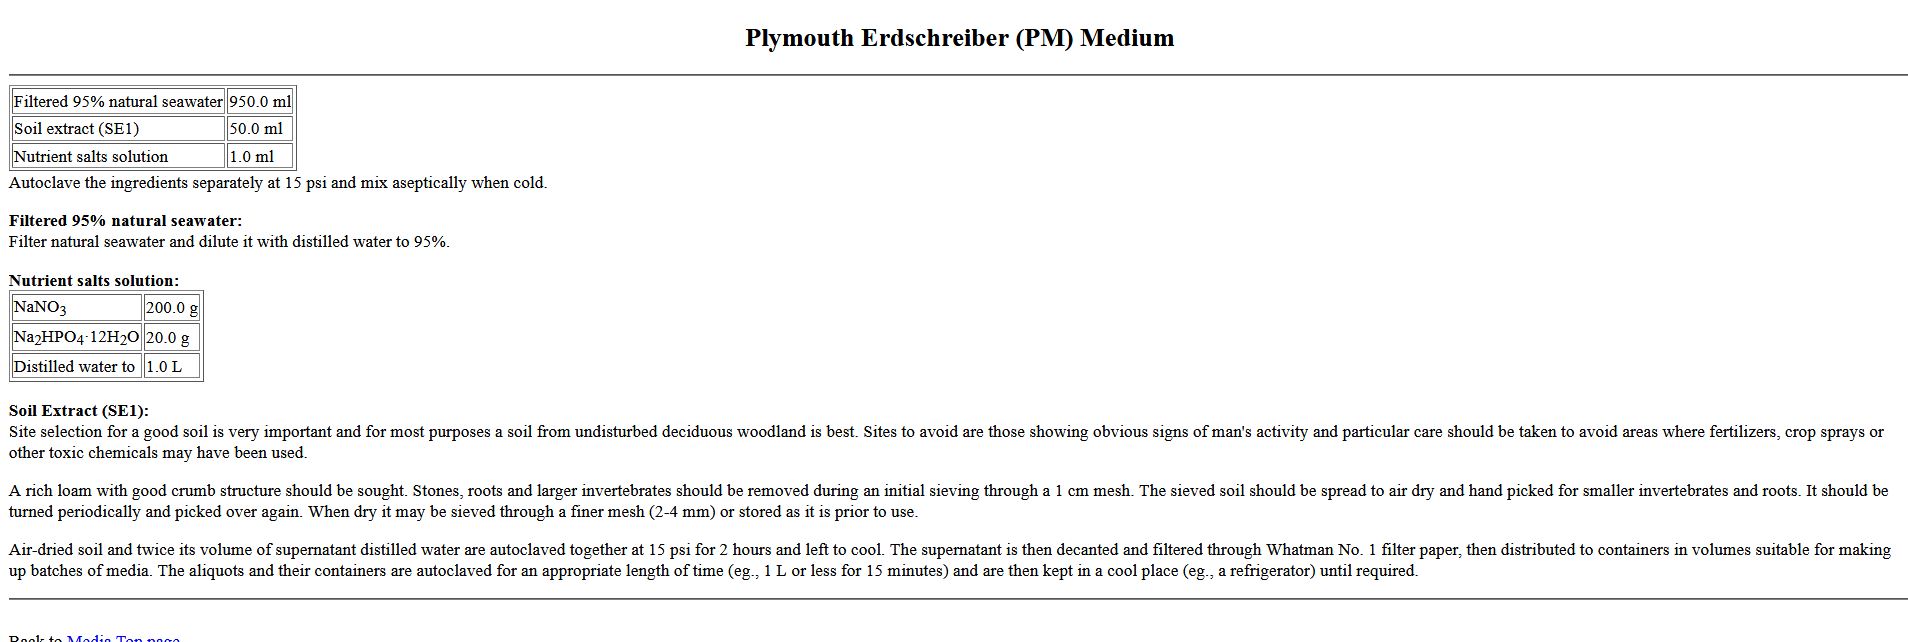 Plymouth Erdschreiber (PM) Medium
Filtered 95% natural seawater 950.0 ml
Soil extract (SE1) 50.0 ml
Nutrient salts solution 1.0 ml
Autoclave the ingredients separately at 15 psi and mix aseptically when cold.
Filtered 95% natural seawater:
Filter natural seawater and dilute it with distilled water to 95%.
Nutrient salts solution:
NaNO3 200.0 g
Na2HPO4·12H2O 20.0 g
Distilled water to 1.0 L
Soil Extract (SE1):
Site selection for a good soil is very important and for most purposes a soil from undisturbed deciduous woodland is best. Sites to avoid are those showing obvious signs of man's activity and particular care should be taken to avoid areas where fertilizers, crop sprays or
other toxic chemicals may have been used.
A rich loam with good crumb structure should be sought. Stones, roots and larger invertebrates should be removed during an initial sieving through a 1 cm mesh. The sieved soil should be spread to air dry and hand picked for smaller invertebrates and roots. It should be
turned periodically and picked over again. When dry it may be sieved through a finer mesh (2-4 mm) or stored as it is prior to use.
Air-dried soil and twice its volume of supernatant distilled water are autoclaved together at 15 psi for 2 hours and left to cool. The supernatant is then decanted and filtered through Whatman No. 1 filter paper, then distributed to containers in volumes suitable for making
up batches of media. The aliquots and their containers are autoclaved for an appropriate length of time (eg., 1 L or less for 15 minutes) and are then kept in a cool place (eg., a refrigerator) until required.
Back to Media Top page